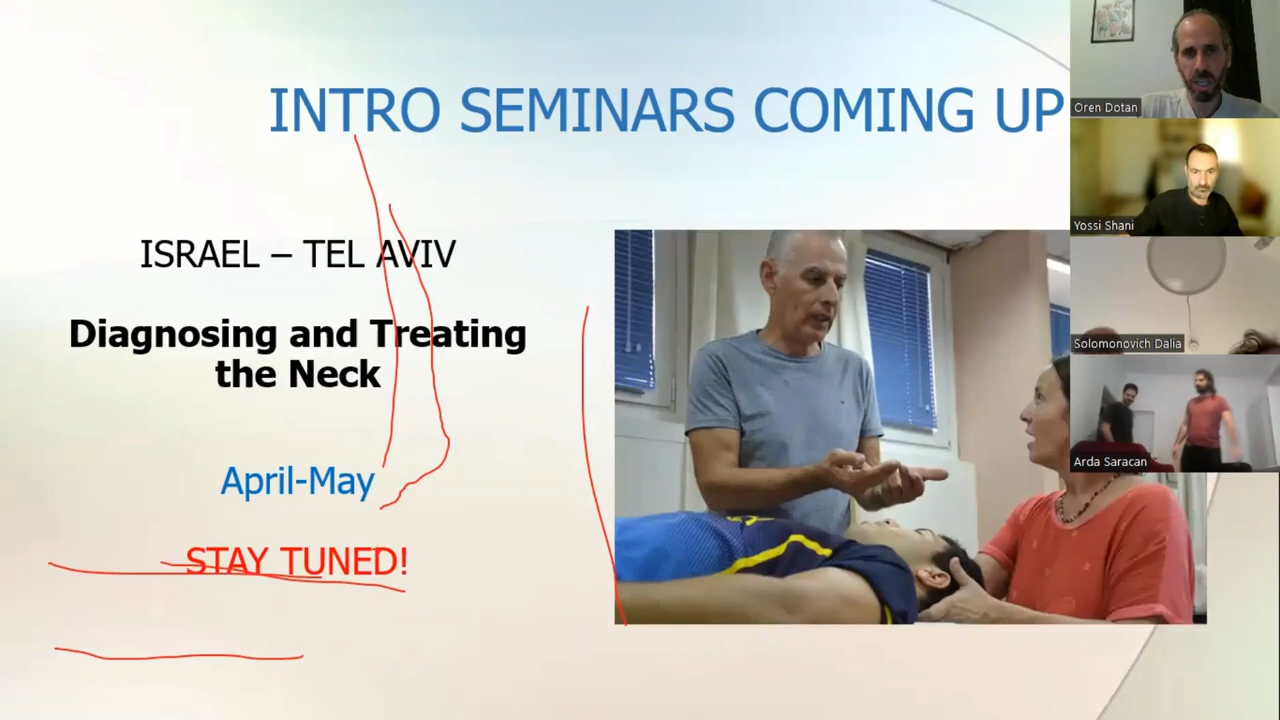 INTRO SEMINARS COMING UP
ISRAEL – TEL AVIV
Diagnosing and Treating
the Neck
April-May
STAY TUNED!
Oren Dotan
Yossi Shani
Solomonovich Dalia
Arda Saracan